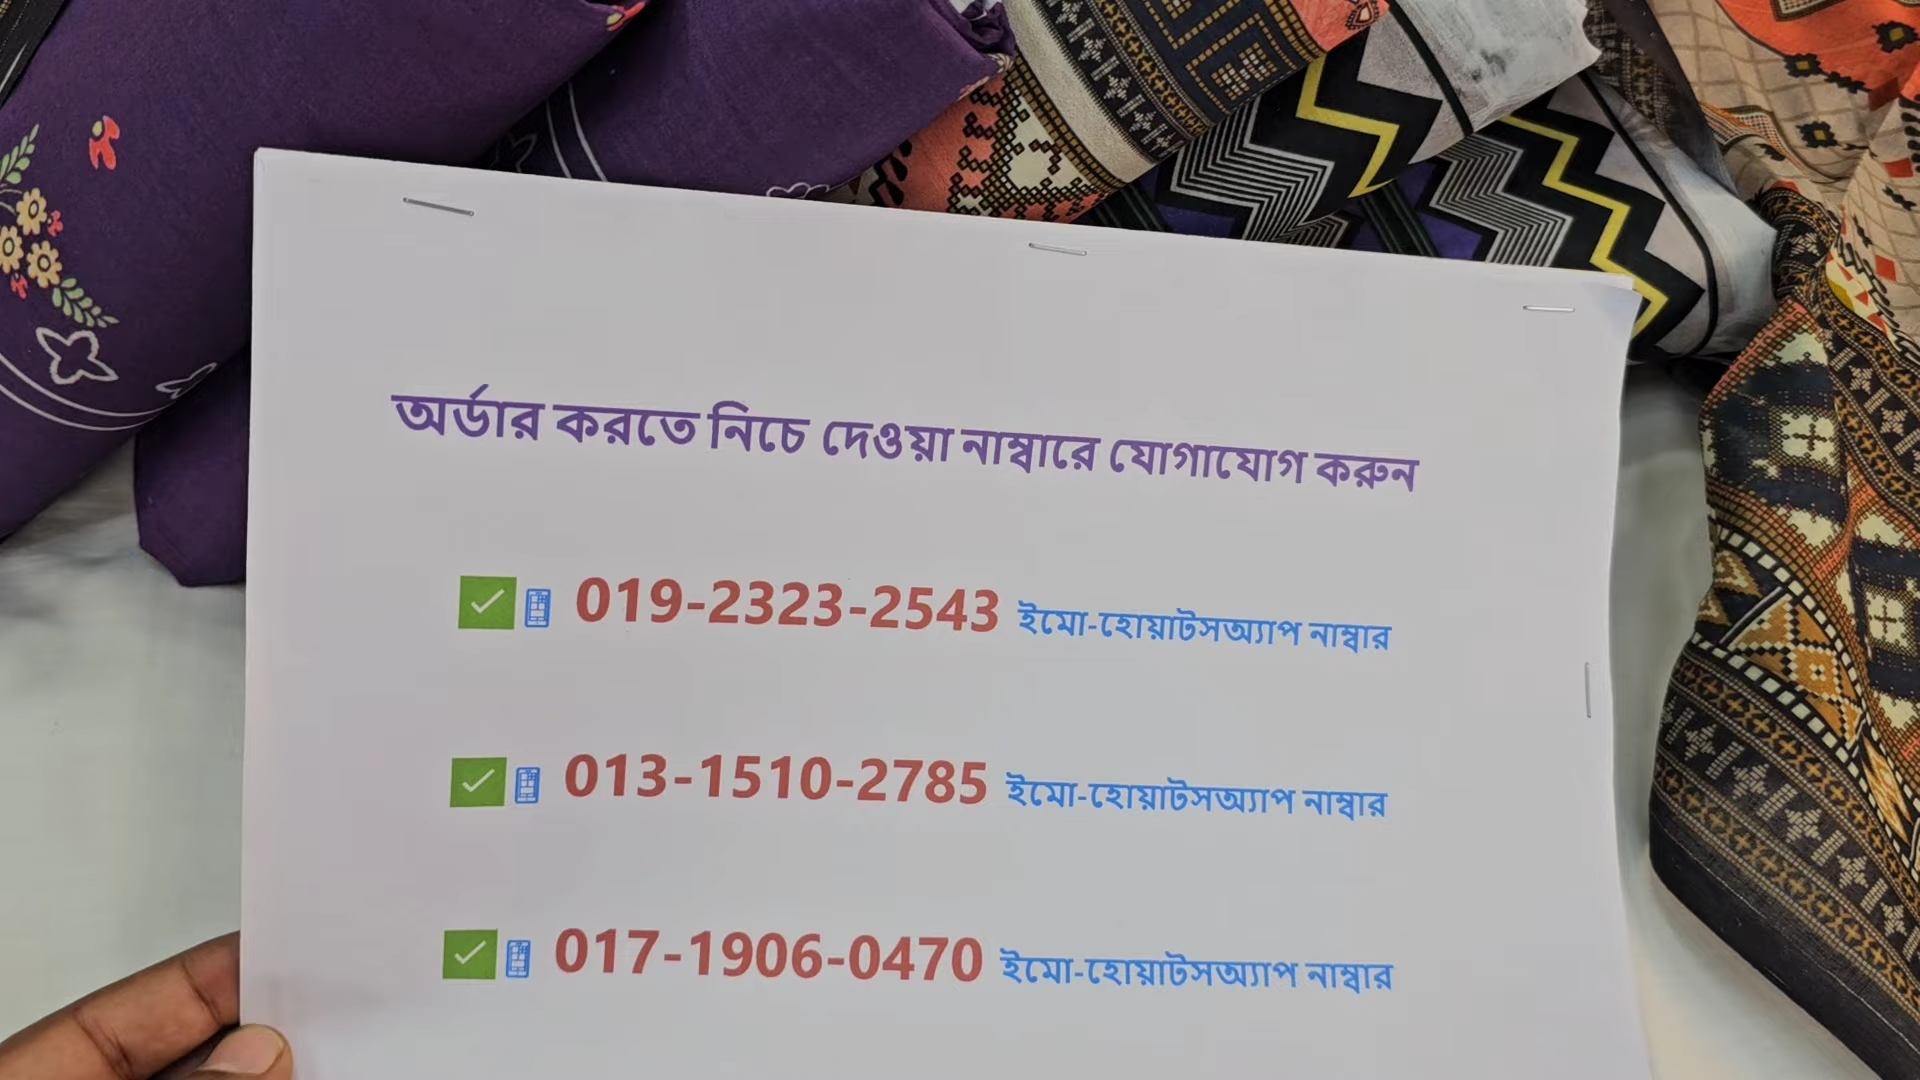 অর্ডার করতে নিচে দেওয়া নাম্বারে যোগাযোগ করুন
019-2323-2543 ইমো-হোয়াটসঅ্যাপ নাম্বার
013-1510-2785 ইমো-হোয়াটসঅ্যাপ নাম্বার
017-1906-0470 ইমো-হোয়াটসঅ্যাপ নাম্বার